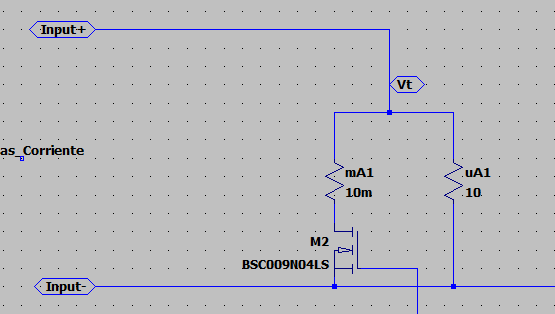 Input+
Vt
as_Corriente
mA1
10m
uA1
10
M2
BSC009N04LS
Input-